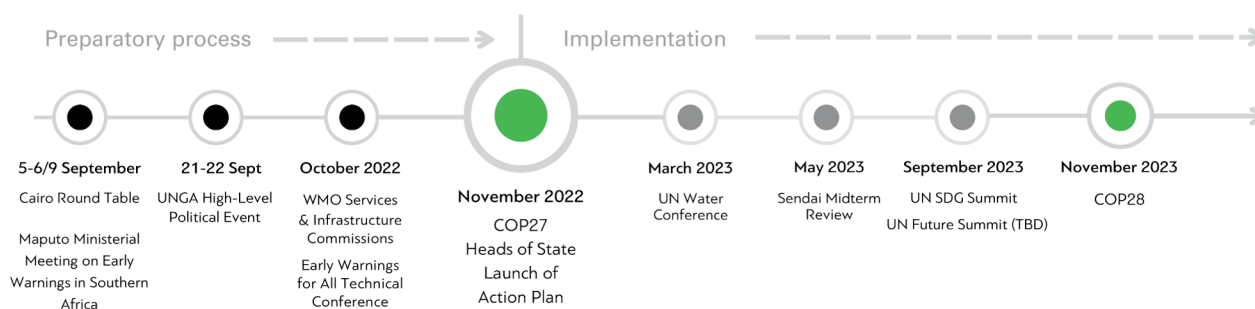 Preparatory process
Implementation
5-6/9 September
Cairo Round Table
Maputo Ministerial
Meeting on Early
Warnings in Southern
Africa
21-22 Sept
UNGA High-Level
Political Event
October 2022
WMO Services
& Infrastructure
Commissions
Early Warnings
for All Technical
Conference
November 2022
COP27
Heads of State
Launch of
Action Plan
March 2023
UN Water
Conference
May 2023
Sendai Midterm
Review
September 2023
UN SDG Summit
UN Future Summit (TBD)
November 2023
COP28